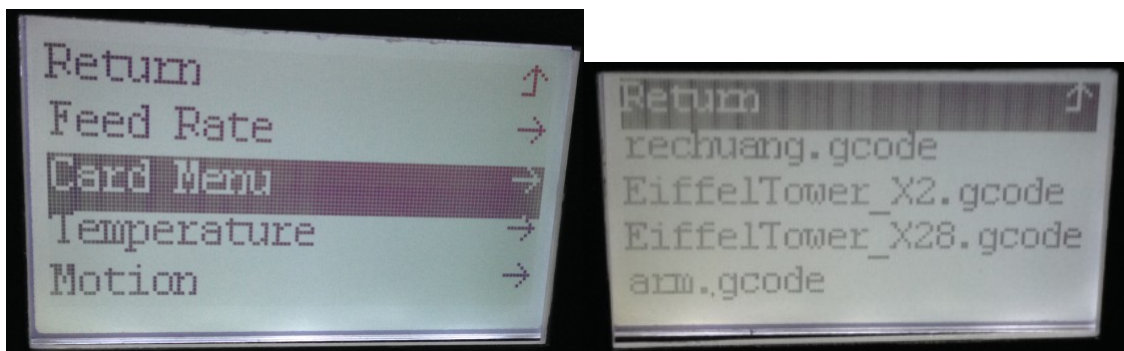 Return ↑
Feed Rate →
Card Menu →
Temperature →
Motion →
Return ↑
rechuang.gcode
EiffelTower_X2.gcode
EiffelTower_X28.gcode
arm.gcode